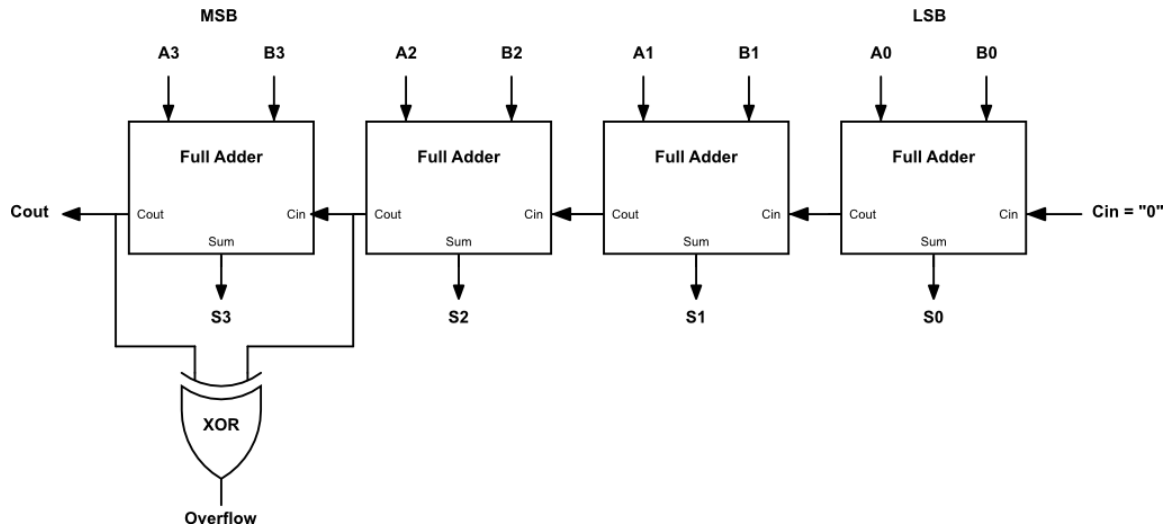 MSB LSB
A3 B3 A2 B2 A1 B1 A0 B0
Full Adder Full Adder Full Adder Full Adder
Cout Cout Cin Cout Cin Cout Cin Cout Cin Cin = "0"
Sum Sum Sum Sum
S3 S2 S1 S0
XOR
Overflow